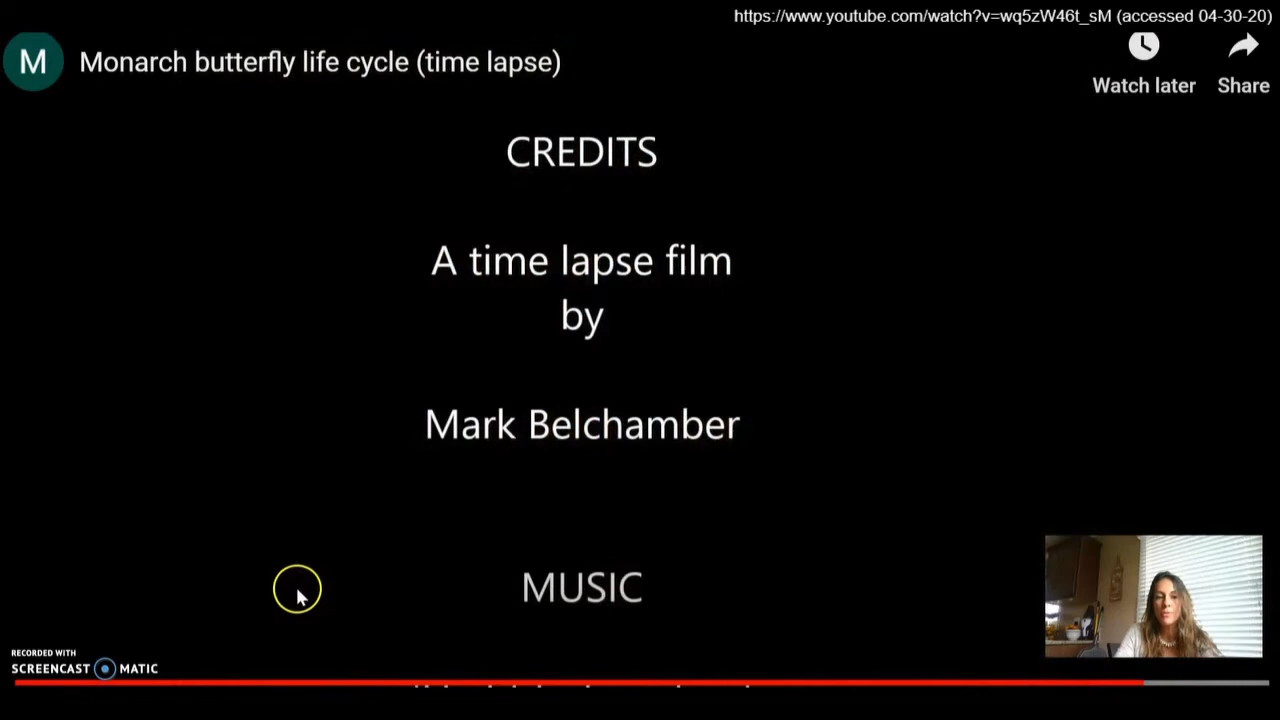 https://www.youtube.com/watch?v=wq5zW46t_sM (accessed 04-30-20)
M
Monarch butterfly life cycle (time lapse)
Watch later
Share
CREDITS
A time lapse film
by
Mark Belchamber
MUSIC
RECORDED WITH
SCREENCAST MATIC